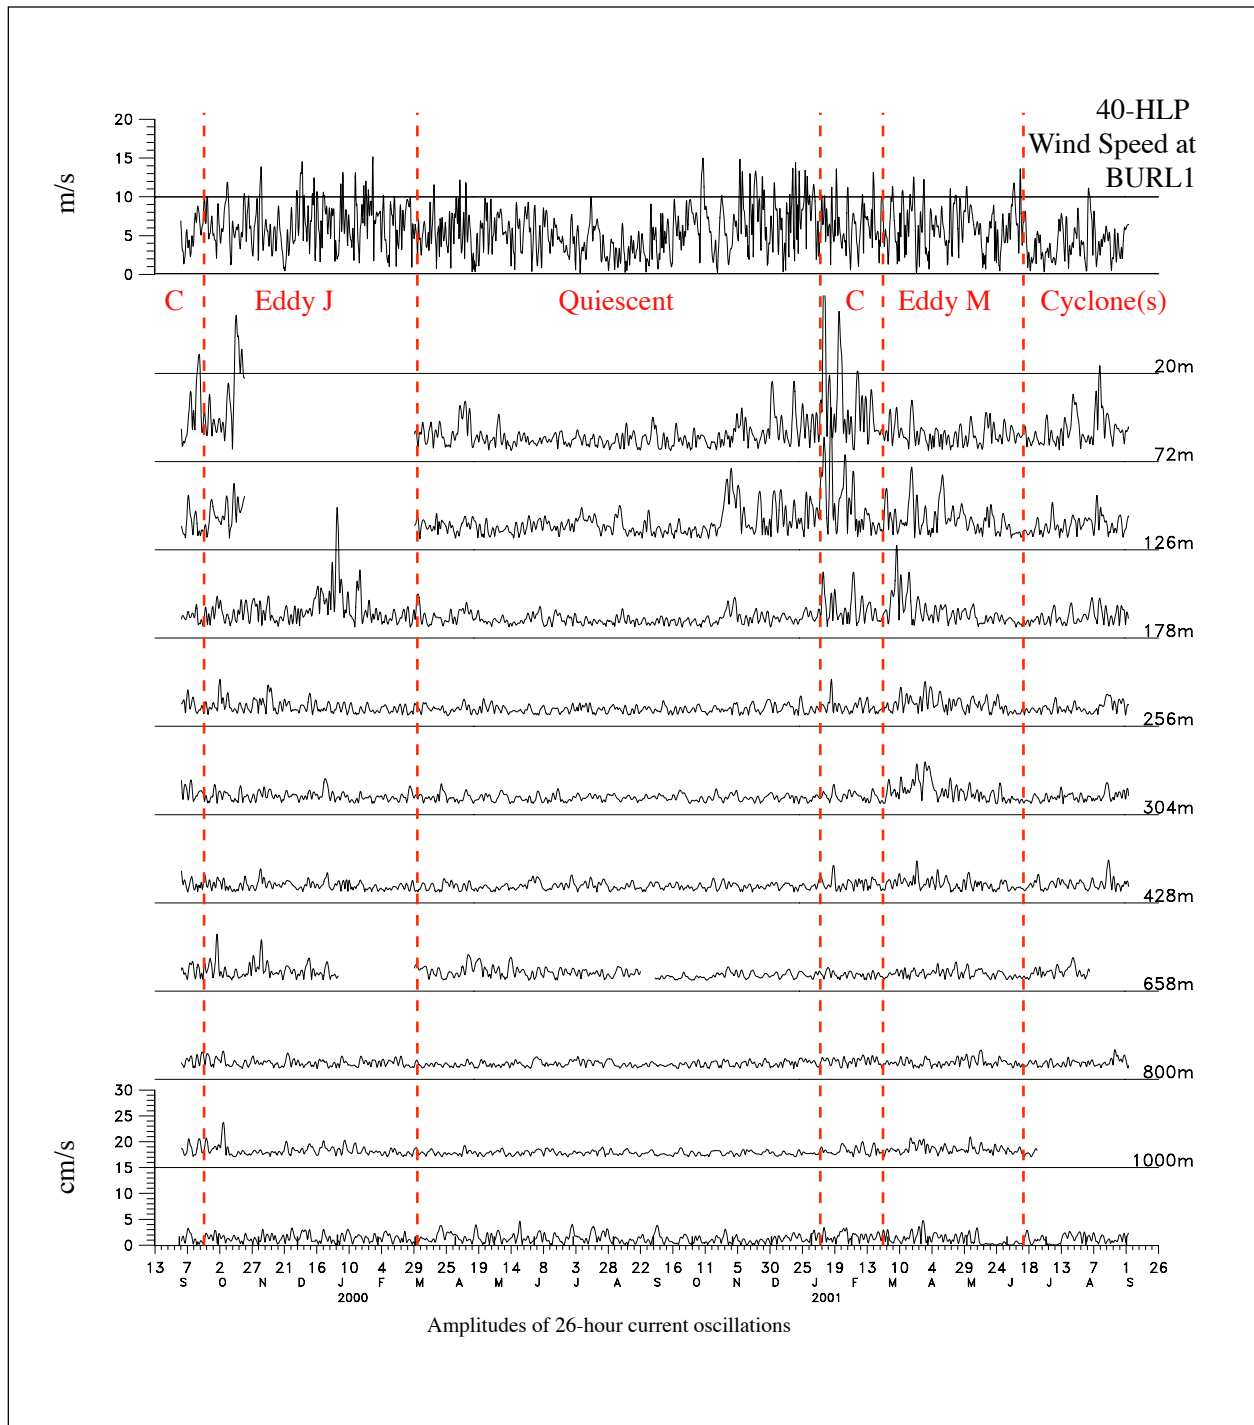 40-HLP
Wind Speed at
BURL1
20
15
10
5
0
m/s
C Eddy J Quiescent C Eddy M Cyclone(s)
20m
72m
126m
178m
256m
304m
428m
658m
800m
1000m
30
25
20
15
10
5
0
cm/s
13 7 2 27 21 16 10 4 29 25 19 14 8 3 28 22 16 11 5 30 25 19 13 10 4 29 24 18 13 7 1 26
S O N D J F M A M J J A S O N D J F M A M J J A S
2000 2001
Amplitudes of 26-hour current oscillations